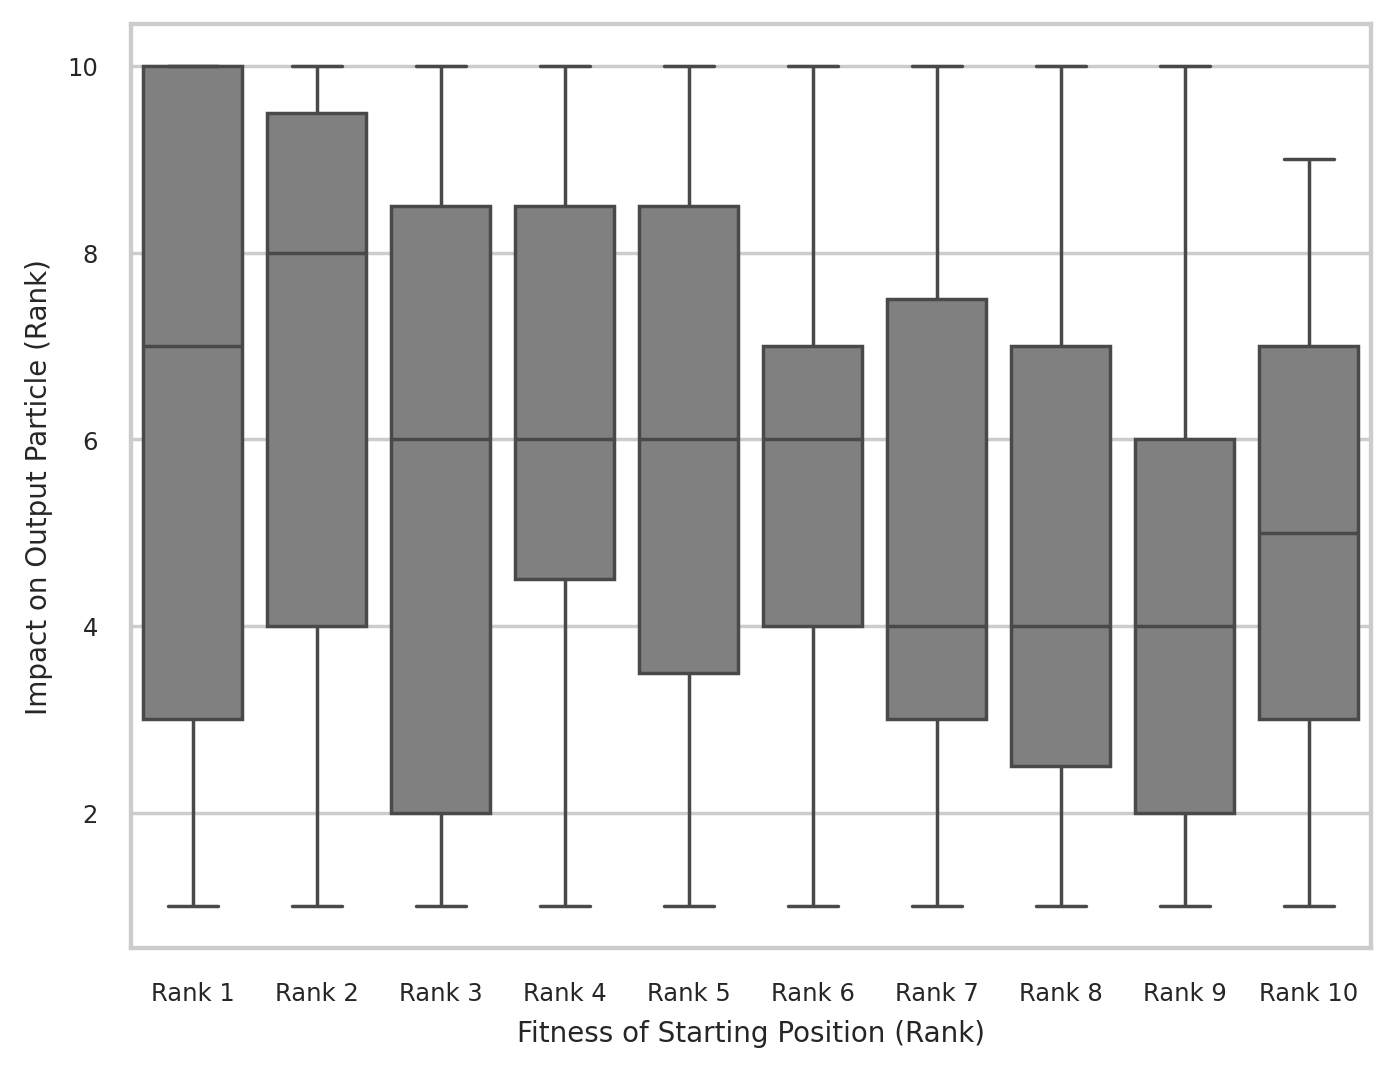 Impact on Output Particle (Rank)
10
8
6
4
2
Rank 1 Rank 2 Rank 3 Rank 4 Rank 5 Rank 6 Rank 7 Rank 8 Rank 9 Rank 10
Fitness of Starting Position (Rank)